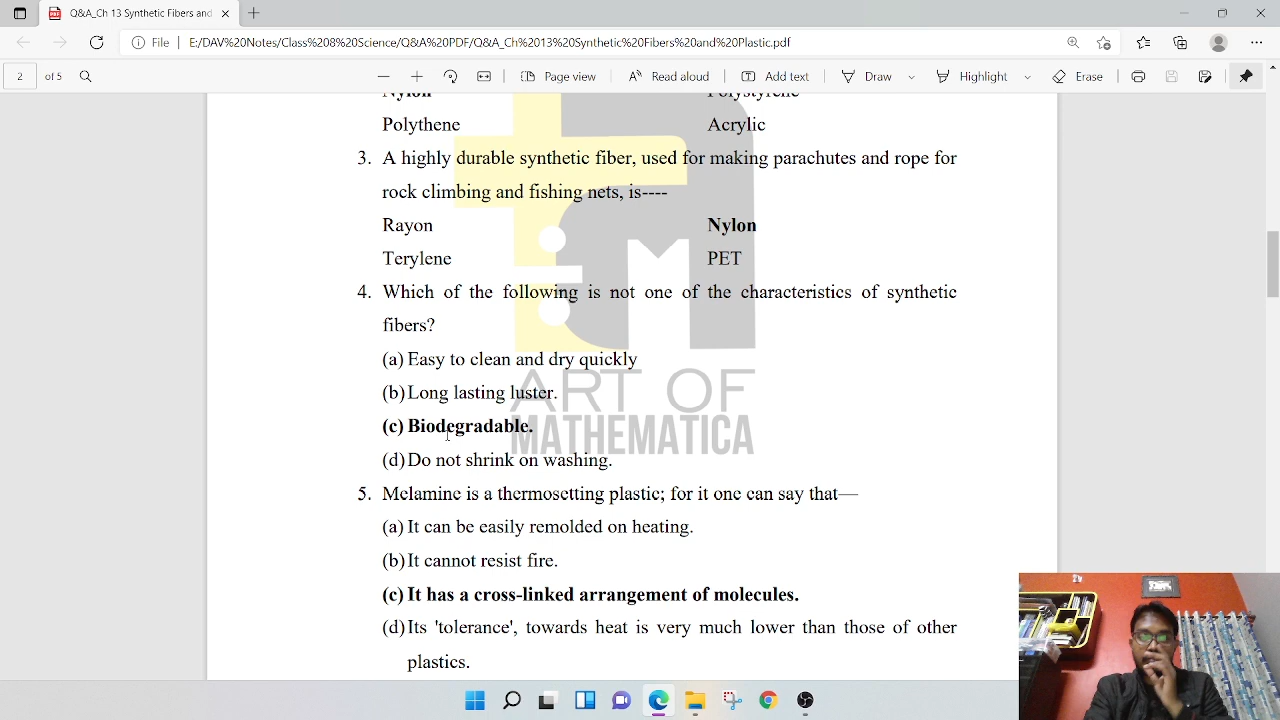 Q&A_Ch 13 Synthetic Fibers and
File E:/DAV%20Notes/Class%208%20Science/Q&A%20PDF/Q&A_Ch%2013%20Synthetic%20Fibers%20and%20Plastic.pdf
2 of 5 Page view Read aloud Add text Draw Highlight Erase
Nylon Polystyrene
Polythene Acrylic
3. A highly durable synthetic fiber, used for making parachutes and rope for
rock climbing and fishing nets, is----
Rayon Nylon
Terylene PET
4. Which of the following is not one of the characteristics of synthetic
fibers?
(a) Easy to clean and dry quickly
(b) Long lasting luster.
(c) Biodegradable.
(d) Do not shrink on washing.
5. Melamine is a thermosetting plastic; for it one can say that—
(a) It can be easily remolded on heating.
(b) It cannot resist fire.
(c) It has a cross-linked arrangement of molecules.
(d) Its 'tolerance', towards heat is very much lower than those of other
plastics.
ART OF
MATHEMATICA